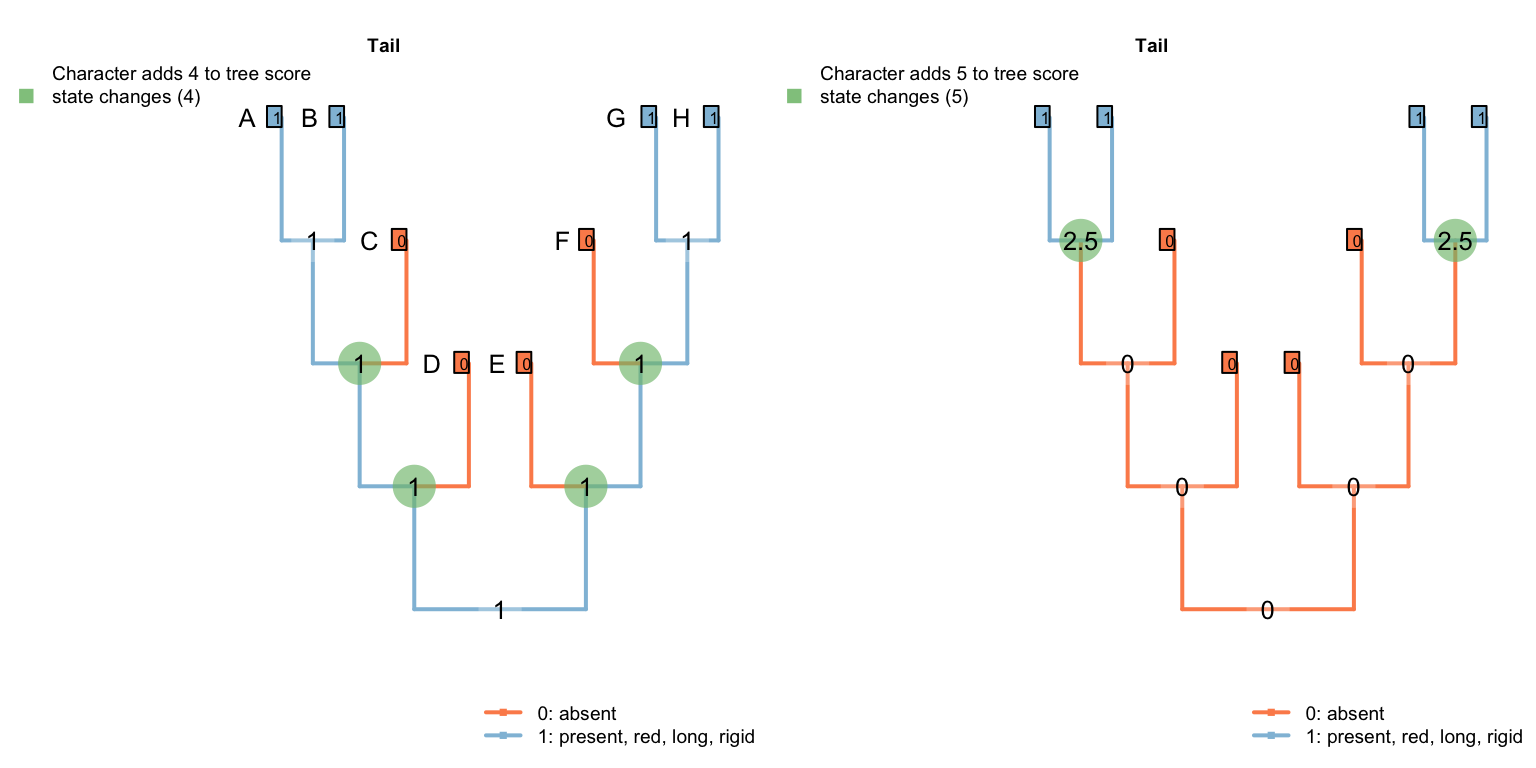 Tail
Character adds 4 to tree score
state changes (4)
A 1 B 1 G 1 H 1
1 C 0 F 0 1
1 D 0 E 0 1
1 1
1
0: absent
1: present, red, long, rigid
Tail
Character adds 5 to tree score
state changes (5)
1 1 1 1
2.5 0 0 2.5
0 0 0 0
0 0
0
0: absent
1: present, red, long, rigid